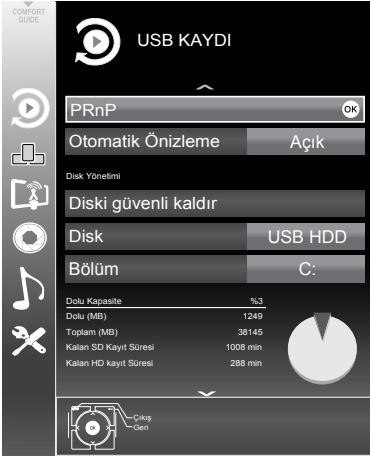 COMFORT
GUIDE
USB KAYDI
PRnP
OK
Otomatik Önizleme Açık
Disk Yönetimi
Diski güvenli kaldır
Disk USB HDD
Bölüm C:
Dolu Kapasite %3
Dolu (MB) 1249
Toplam (MB) 38145
Kalan SD Kayıt Süresi 1008 min
Kalan HD kayıt Süresi 288 min
OK
Çıkış
Geri